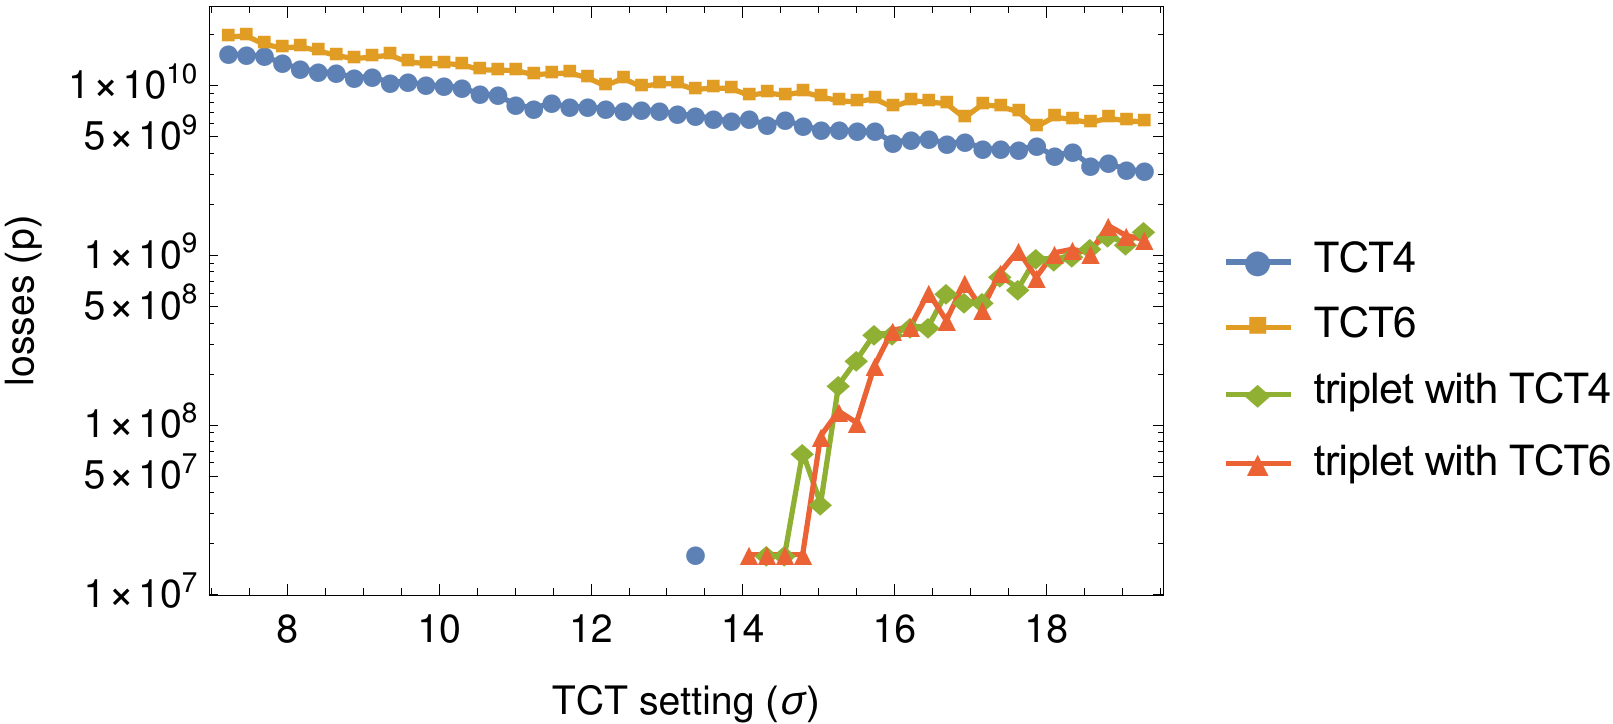 losses (p)
1 × 10^10
5 × 10^9
1 × 10^9
5 × 10^8
1 × 10^8
5 × 10^7
1 × 10^7
8 10 12 14 16 18
TCT setting (σ)
TCT4
TCT6
triplet with TCT4
triplet with TCT6